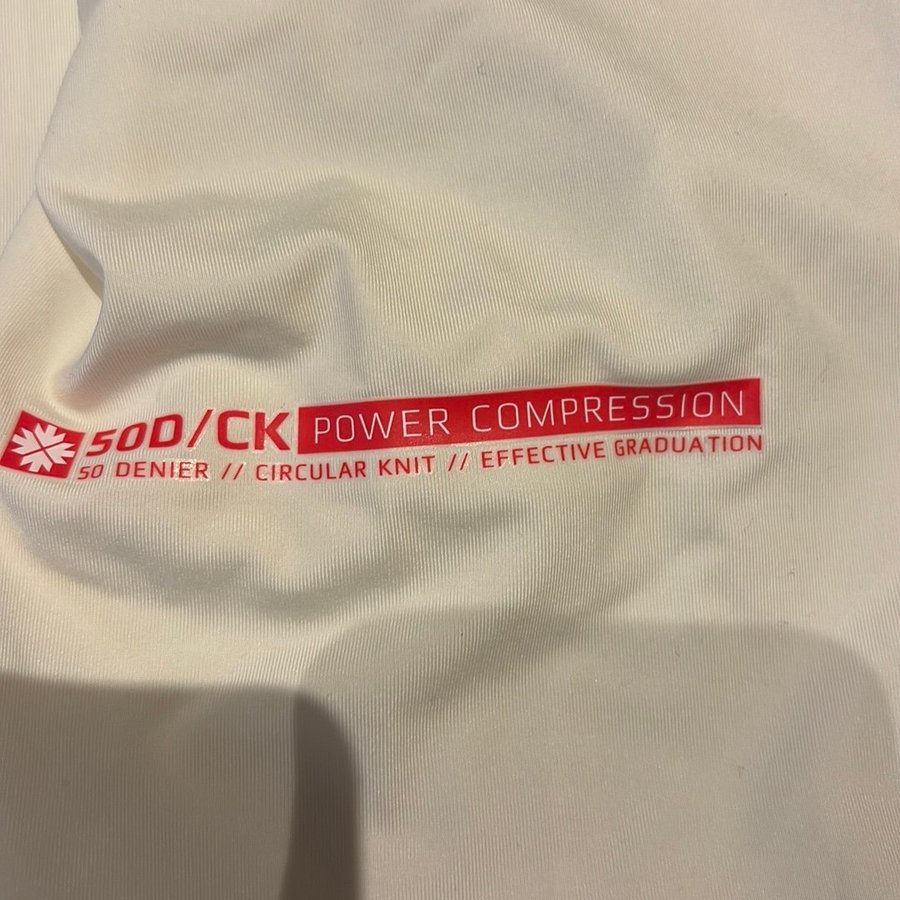 50D/CK POWER COMPRESSION
50 DENIER // CIRCULAR KNIT // EFFECTIVE GRADUATION